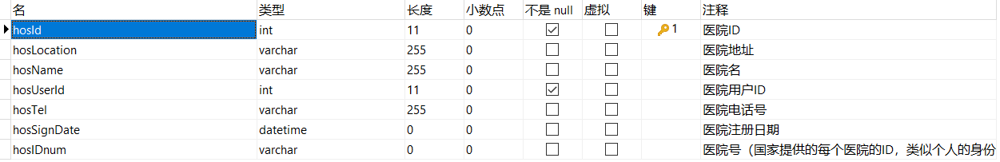 名 类型 长度 小数点 不是 null 虚拟 键 注释
hosId int 11 0 1 医院ID
hosLocation varchar 255 0 医院地址
hosName varchar 255 0 医院名
hosUserId int 11 0 医院用户ID
hosTel varchar 255 0 医院电话号
hosSignDate datetime 0 0 医院注册日期
hosIDnum varchar 0 0 医院号（国家提供的每个医院的ID，类似个人的身份